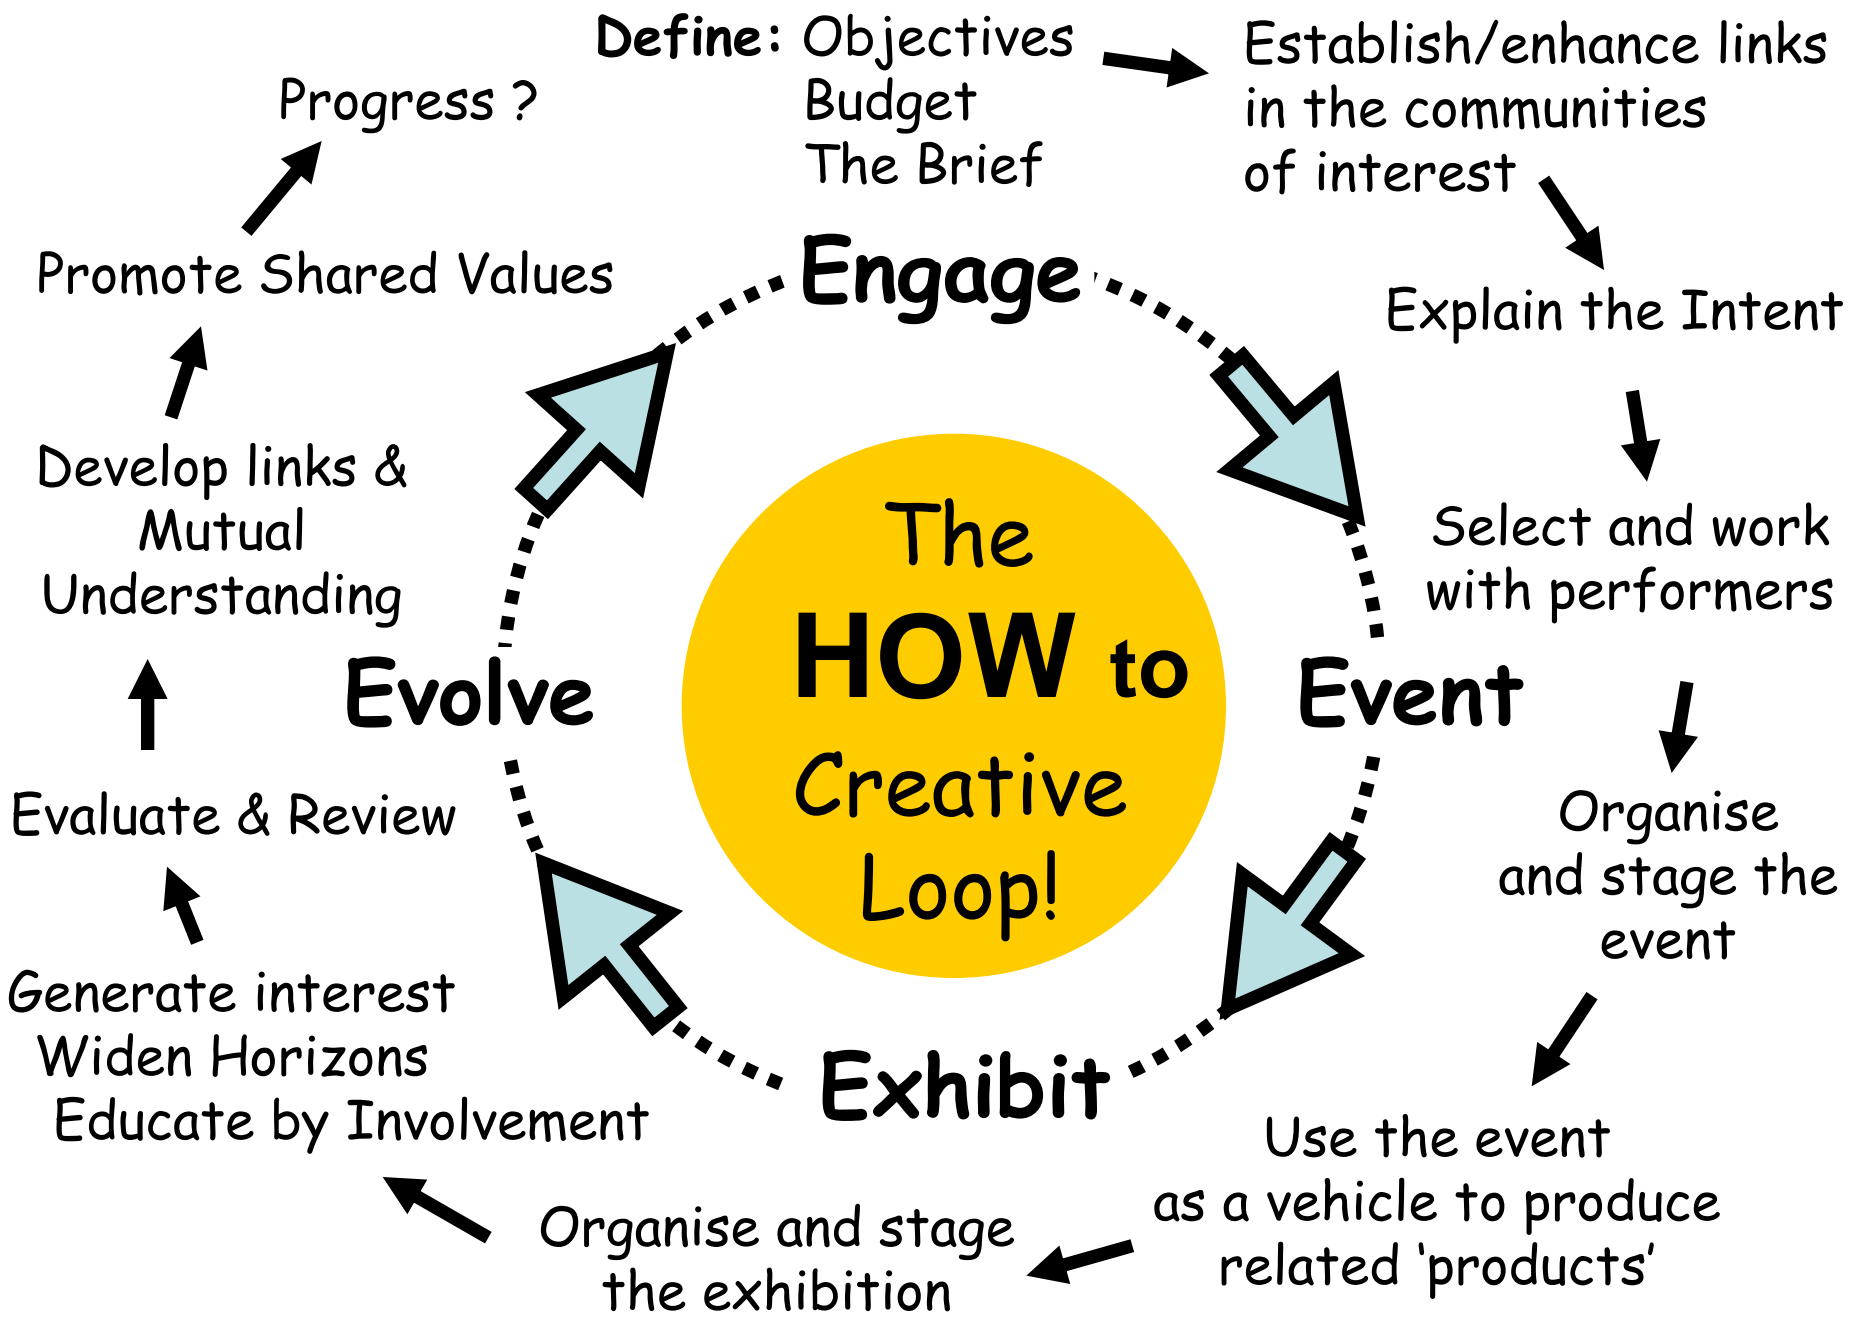 Define: Objectives
Budget
The Brief
Establish/enhance links
in the communities
of interest
Explain the Intent
Select and work
with performers
Organise
and stage the
event
Use the event
as a vehicle to produce
related ‘products’
Organise and stage
the exhibition
Generate interest
Widen Horizons
Educate by Involvement
Evaluate & Review
Develop links &
Mutual
Understanding
Promote Shared Values
Progress ?
Engage
Event
Exhibit
Evolve
The
HOW to
Creative
Loop!